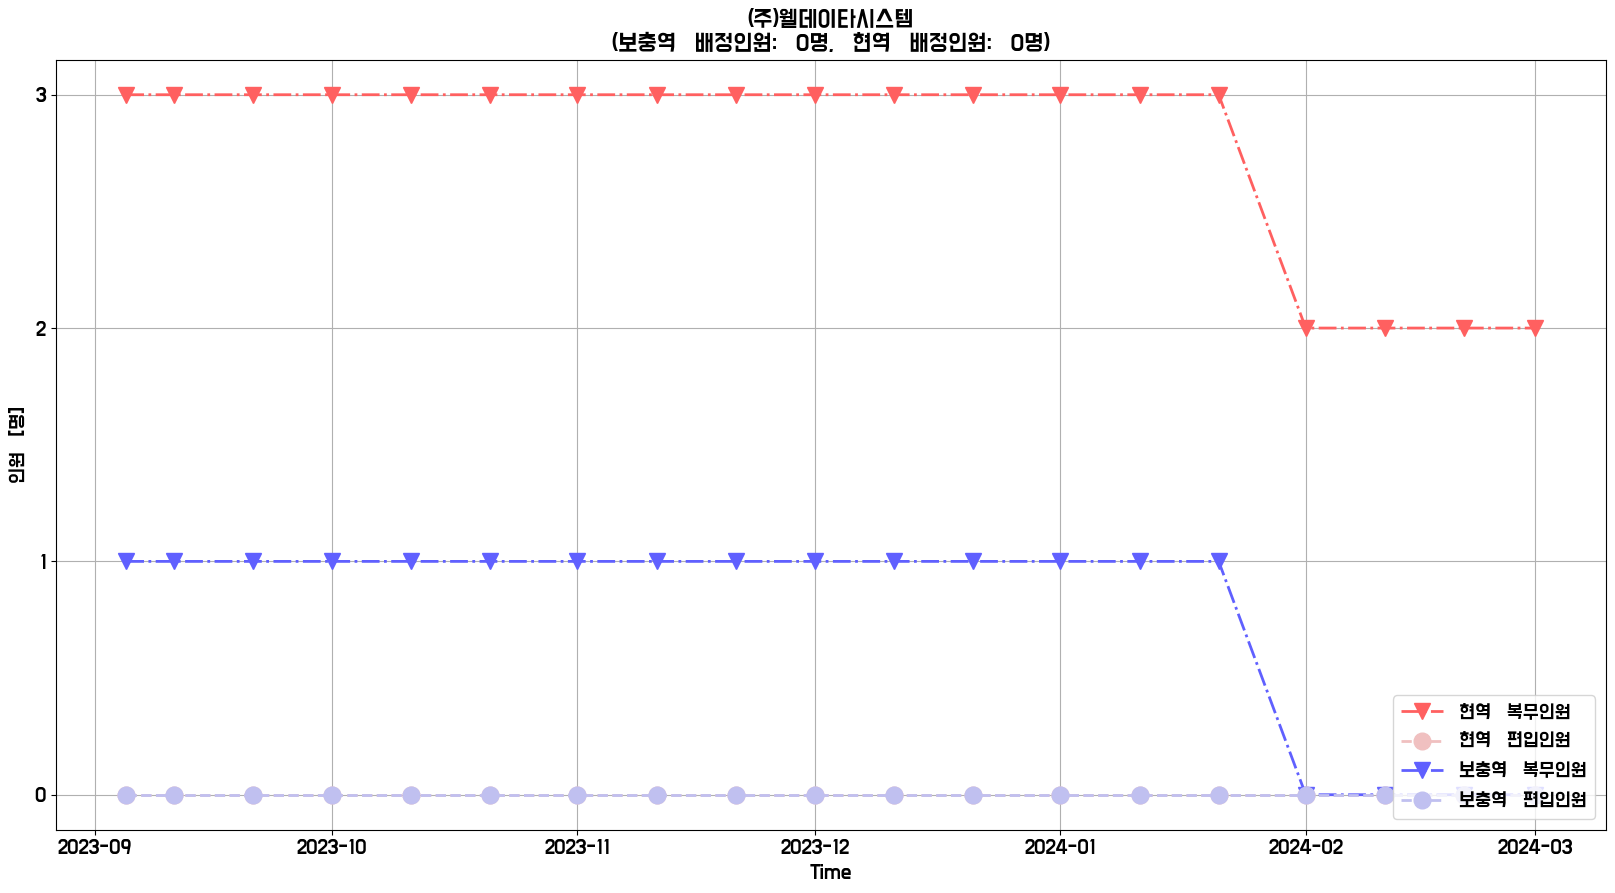 (주)웰데이타시스템
(보충역 배정인원: 0명, 현역 배정인원: 0명)
인원 [명]
3
2
1
0
현역 복무인원
현역 편입인원
보충역 복무인원
보충역 편입인원
2023-09 2023-10 2023-11 2023-12 2024-01 2024-02 2024-03
Time